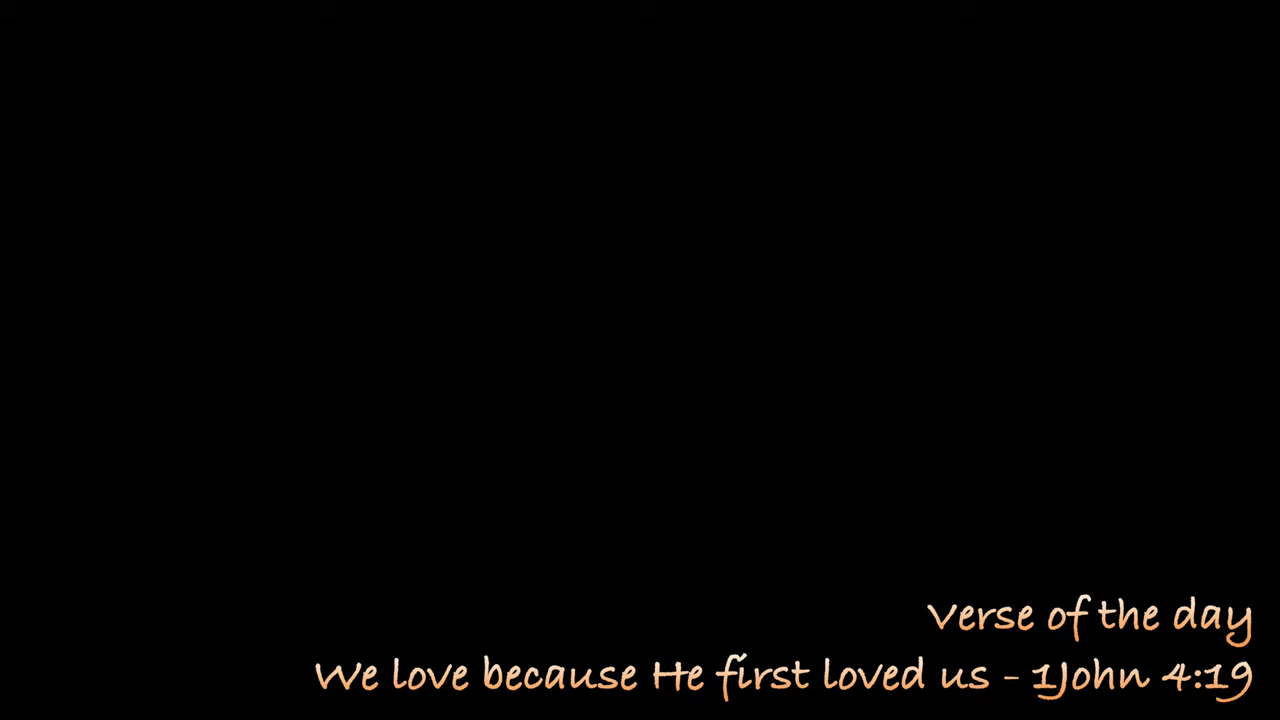 Verse of the day
We love because He first loved us - 1John 4:19